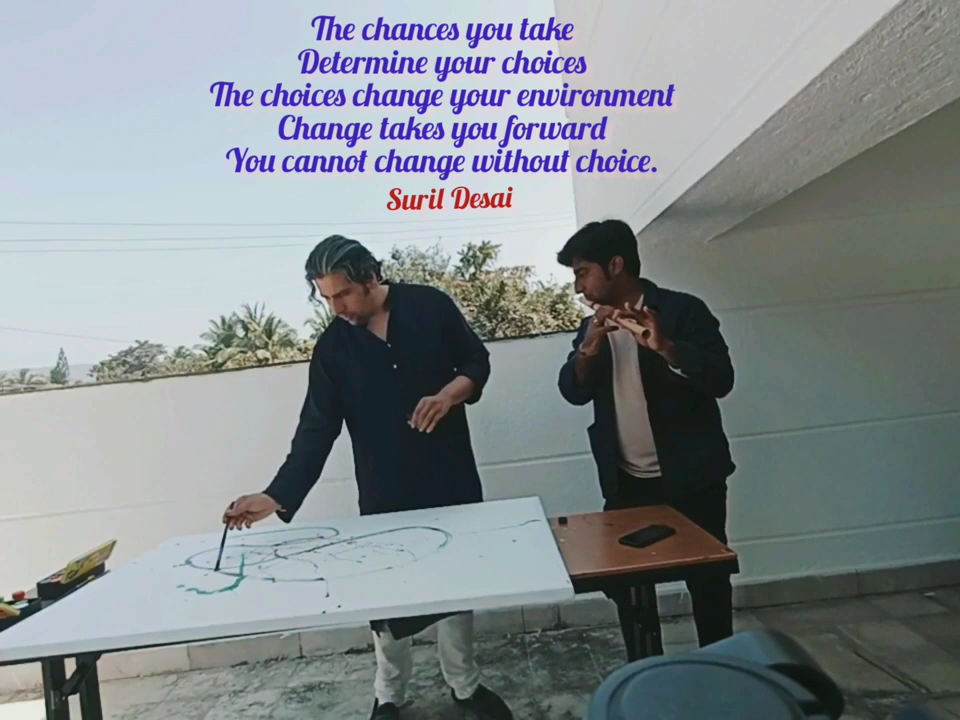 The chances you take
Determine your choices
The choices change your environment
Change takes you forward
You cannot change without choice.
Suril Desai